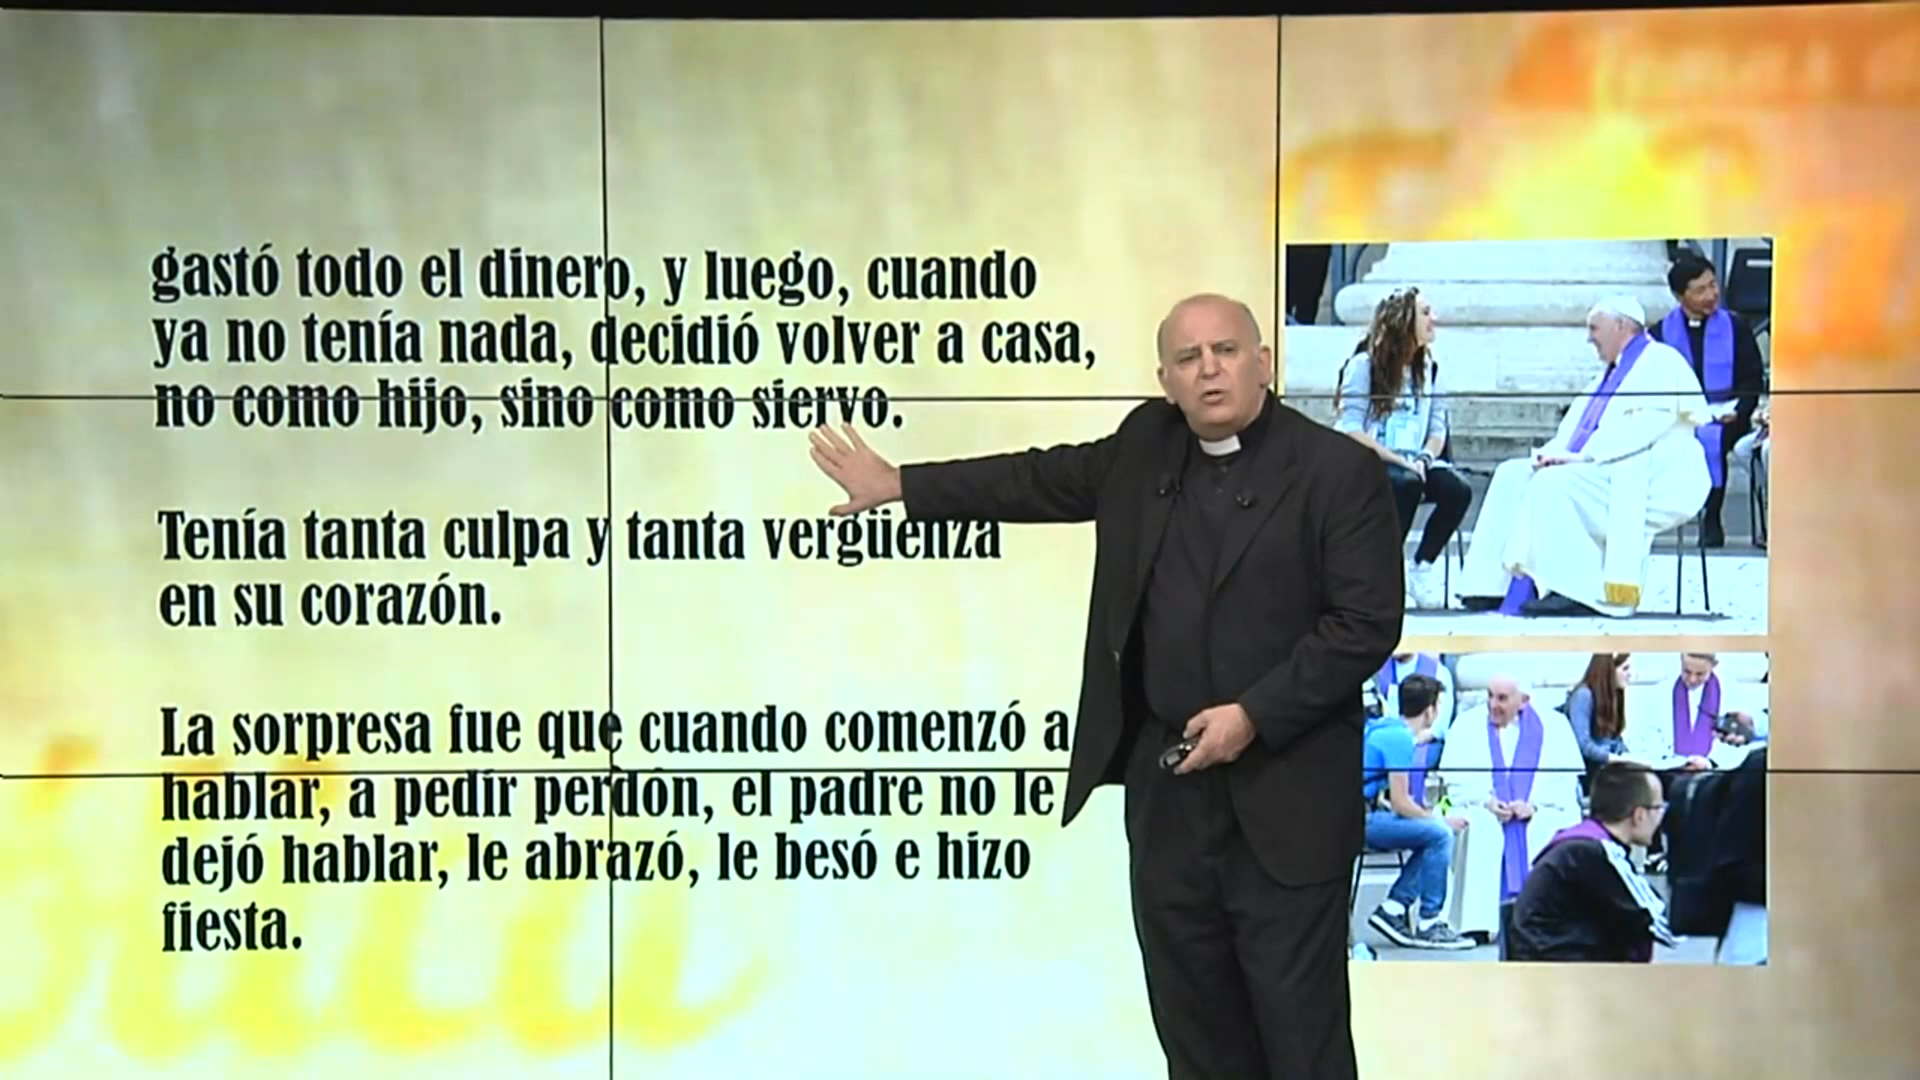 gastó todo el dinero, y luego, cuando
ya no tenía nada, decidió volver a casa,
no como hijo, sino como siervo.
Tenía tanta culpa y tanta vergüenza
en su corazón.
La sorpresa fue que cuando comenzó a
hablar, a pedir perdón, el padre no le
dejó hablar, le abrazó, le besó e hizo
fiesta.